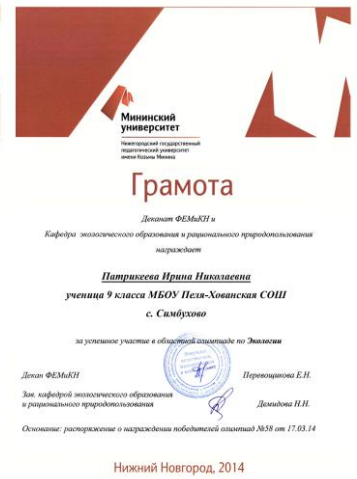 Мининский
университет
Нижегородский государственный
педагогический университет
имени Козьмы Минина
Грамота
Деканат ФЕМиКН и
Кафедра экологического образования и рационального природопользования
награждает
Патрикеева Ирина Николаевна
ученица 9 класса МБОУ Пеля-Хованская СОШ
с. Симбухово
за успешное участие в областной олимпиаде по Экологии
Декан ФЕМиКН Перевощикова Е.Н.
Зав. кафедрой экологического образования
и рационального природопользования Демидова Н.Н.
Основание: распоряжение о награждении победителей олимпиад №58 от 17.03.14
Нижний Новгород, 2014